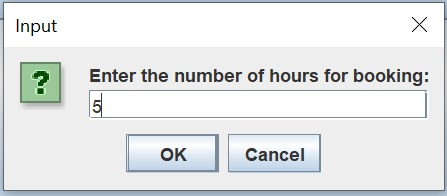 Input
?
Enter the number of hours for booking:
5
OK
Cancel